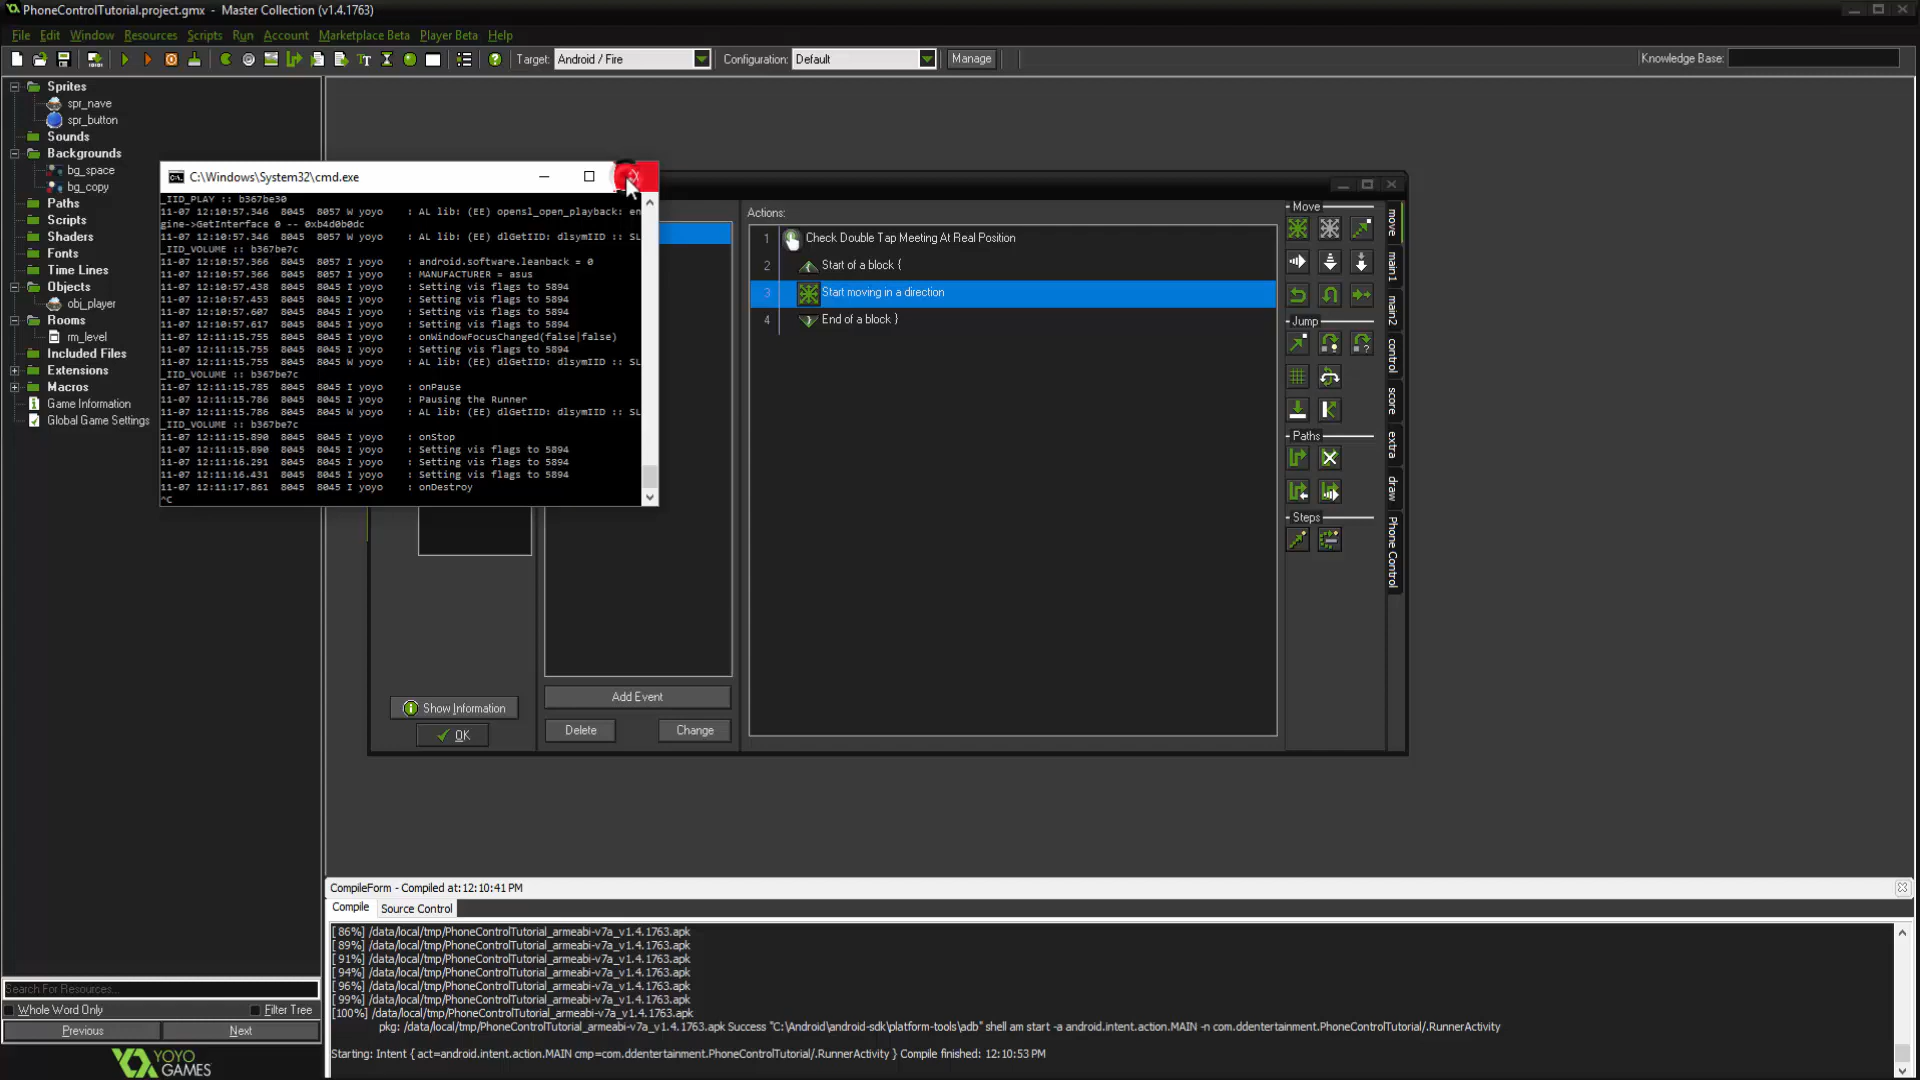 PhoneControlTutorial.project.gmx - Master Collection (v1.4.1763)
File Edit Window Resources Scripts Run Account Marketplace Beta Player Beta Help
Target: Android / Fire Configuration: Default Manage Knowledge Base:
Sprites
spr_nave
spr_button
Sounds
Backgrounds
bg_space
bg_copy
Paths
Scripts
Shaders
Fonts
Time Lines
Objects
obj_player
Rooms
rm_level
Included Files
Extensions
Macros
Game Information
Global Game Settings
C:\Windows\System32\cmd.exe
_IID_PLAY :: b367be30
11-07 12:10:57.346 8045 8057 W yoyo : AL lib: (EE) opensl_open_playback: en
gine->GetInterface 0 -- 0xb4d0b0dc
11-07 12:10:57.346 8045 8057 W yoyo : AL lib: (EE) dlGetIID: dlsymIID :: SL
_IID_VOLUME :: b367be7c
11-07 12:10:57.366 8045 8057 I yoyo : android.software.leanback = 0
11-07 12:10:57.366 8045 8057 I yoyo : MANUFACTURER = asus
11-07 12:10:57.438 8045 8045 I yoyo : Setting vis flags to 5894
11-07 12:10:57.453 8045 8045 I yoyo : Setting vis flags to 5894
11-07 12:10:57.607 8045 8045 I yoyo : Setting vis flags to 5894
11-07 12:10:57.617 8045 8045 I yoyo : Setting vis flags to 5894
11-07 12:11:15.755 8045 8045 I yoyo : onWindowFocusChanged(false|false)
11-07 12:11:15.755 8045 8045 I yoyo : Setting vis flags to 5894
11-07 12:11:15.755 8045 8045 W yoyo : AL lib: (EE) dlGetIID: dlsymIID :: SL
_IID_VOLUME :: b367be7c
11-07 12:11:15.785 8045 8045 I yoyo : onPause
11-07 12:11:15.786 8045 8045 I yoyo : Pausing the Runner
11-07 12:11:15.786 8045 8045 W yoyo : AL lib: (EE) dlGetIID: dlsymIID :: SL
_IID_VOLUME :: b367be7c
11-07 12:11:15.890 8045 8045 I yoyo : onStop
11-07 12:11:15.890 8045 8045 I yoyo : Setting vis flags to 5894
11-07 12:11:16.291 8045 8045 I yoyo : Setting vis flags to 5894
11-07 12:11:16.431 8045 8045 I yoyo : Setting vis flags to 5894
11-07 12:11:17.861 8045 8045 I yoyo : onDestroy
^C
Show Information
OK
Add Event
Delete Change
Actions:
1 Check Double Tap Meeting At Real Position
2 Start of a block {
3 Start moving in a direction
4 End of a block }
Move
Jump
Paths
Steps
move
main1
main2
control
score
extra
draw
Phone Control
CompileForm - Compiled at:12:10:41 PM
Compile Source Control
[ 86%] /data/local/tmp/PhoneControlTutorial_armeabi-v7a_v1.4.1763.apk
[ 89%] /data/local/tmp/PhoneControlTutorial_armeabi-v7a_v1.4.1763.apk
[ 91%] /data/local/tmp/PhoneControlTutorial_armeabi-v7a_v1.4.1763.apk
[ 94%] /data/local/tmp/PhoneControlTutorial_armeabi-v7a_v1.4.1763.apk
[ 96%] /data/local/tmp/PhoneControlTutorial_armeabi-v7a_v1.4.1763.apk
[ 99%] /data/local/tmp/PhoneControlTutorial_armeabi-v7a_v1.4.1763.apk
[100%] /data/local/tmp/PhoneControlTutorial_armeabi-v7a_v1.4.1763.apk
pkg: /data/local/tmp/PhoneControlTutorial_armeabi-v7a_v1.4.1763.apk Success "C:\Android\android-sdk\platform-tools\adb" shell am start -a android.intent.action.MAIN -n com.ddentertainment.PhoneControlTutorial/.RunnerActivity
Starting: Intent { act=android.intent.action.MAIN cmp=com.ddentertainment.PhoneControlTutorial/.RunnerActivity } Compile finished: 12:10:53 PM
Search For Resources...
Whole Word Only Filter Tree
Previous Next
YOYO
GAMES